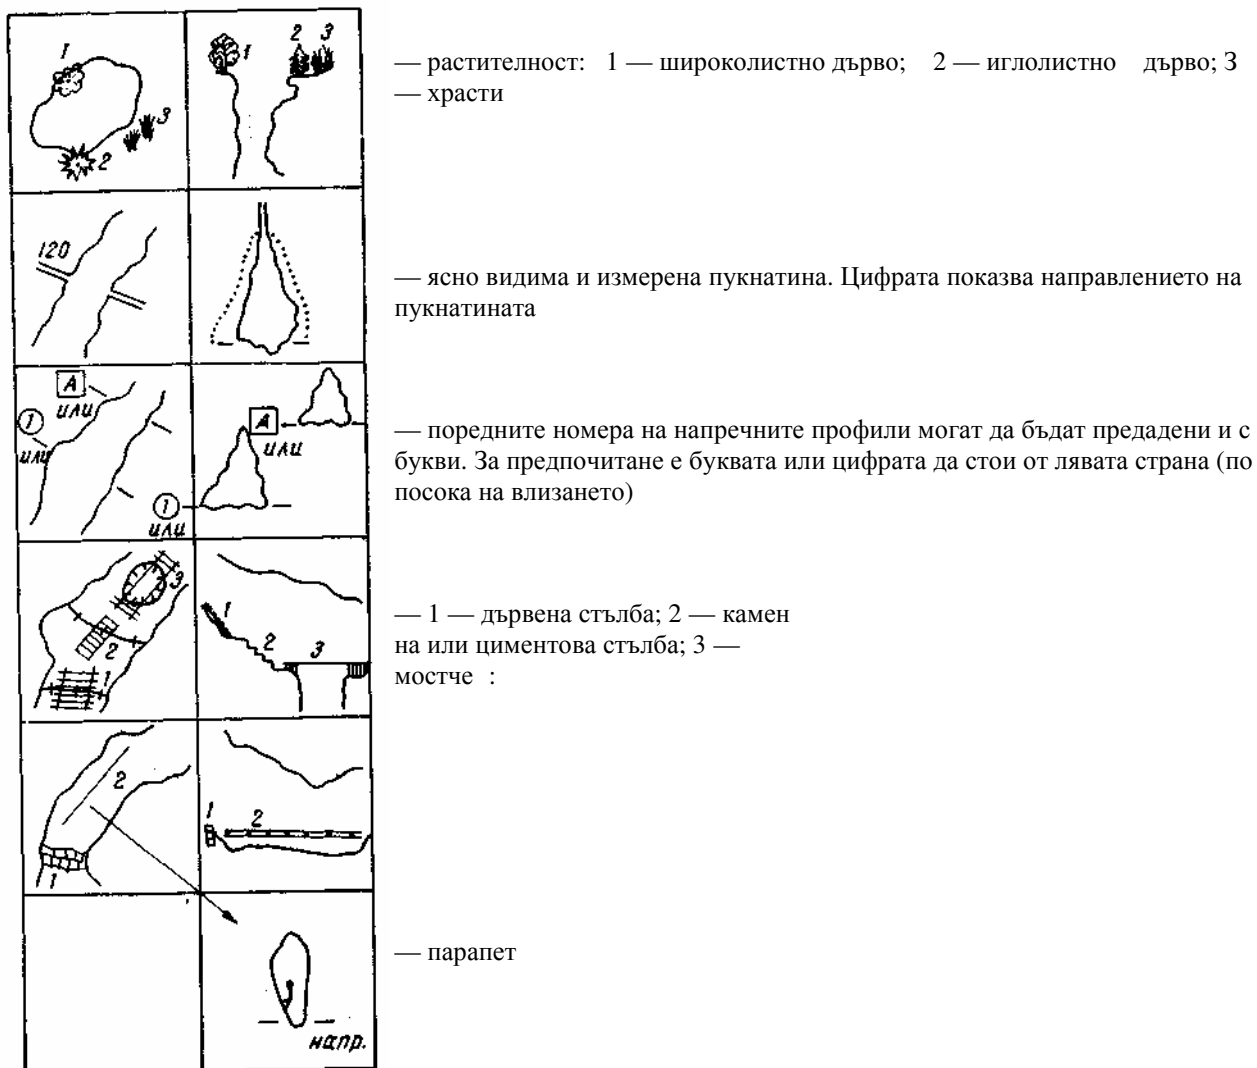 1 2 3
1
— растителност: 1 — широколистно дърво; 2 — иглолистно дърво; 3
— храсти
3
2
120
— ясно видима и измерена пукнатина. Цифрата показва направлението на
пукнатината
А
или
1
или
А
или
1
или
— поредните номера на напречните профили могат да бъдат предадени и с
букви. За предпочитане е буквата или цифрата да стои от лявата страна (по
посока на влизането)
3
2
1
1
2 3
— 1 — дървена стълба; 2 — камен
на или циментова стълба; 3 —
мостче :
2
1
1 2
— парапет
напр.